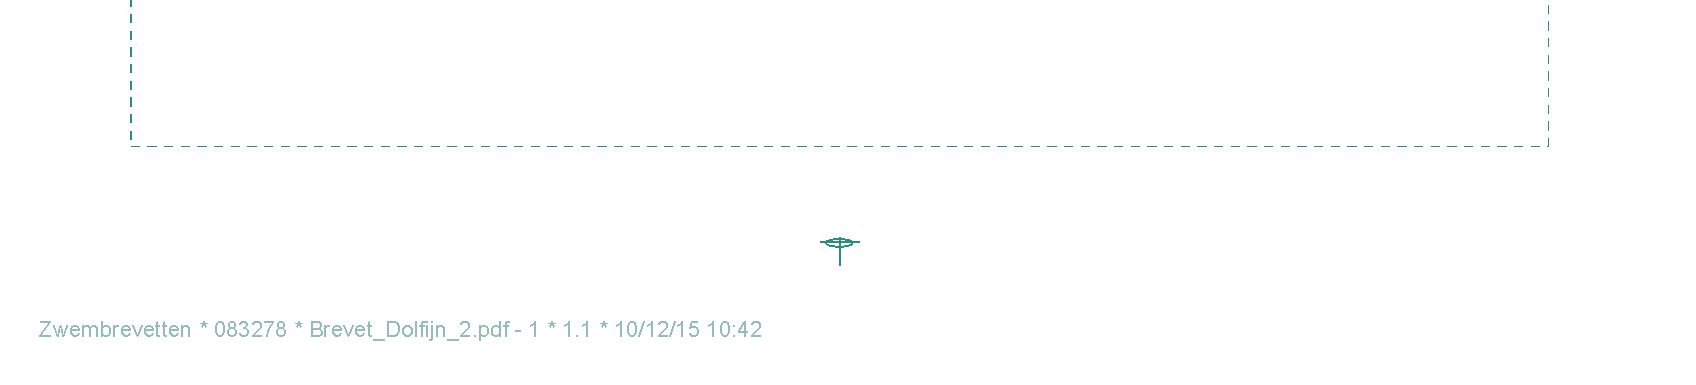 Zwembrevetten * 083278 * Brevet_Dolfijn_2.pdf - 1 * 1.1 * 10/12/15 10:42